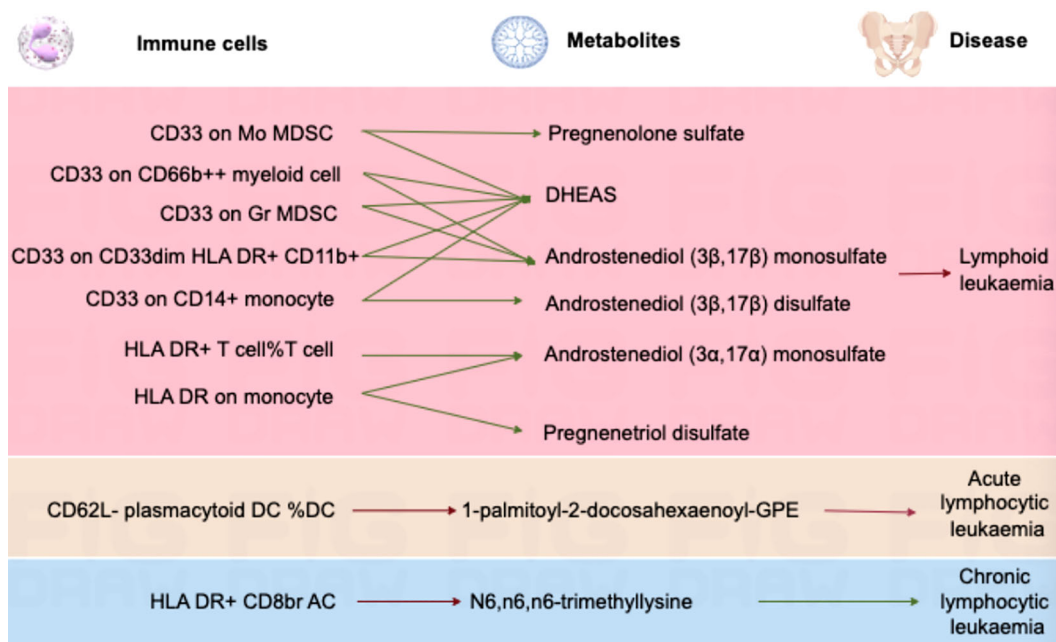 Immune cells
Metabolites
Disease
CD33 on Mo MDSC
Pregnenolone sulfate
CD33 on CD66b++ myeloid cell
DHEAS
CD33 on Gr MDSC
CD33 on CD33dim HLA DR+ CD11b+
Androstenediol (3β,17β) monosulfate
Lymphoid
leukaemia
CD33 on CD14+ monocyte
Androstenediol (3β,17β) disulfate
HLA DR+ T cell%T cell
Androstenediol (3α,17α) monosulfate
HLA DR on monocyte
Pregnenetriol disulfate
CD62L- plasmacytoid DC %DC
1-palmitoyl-2-docosahexaenoyl-GPE
Acute
lymphocytic
leukaemia
HLA DR+ CD8br AC
N6,n6,n6-trimethyllysine
Chronic
lymphocytic
leukaemia